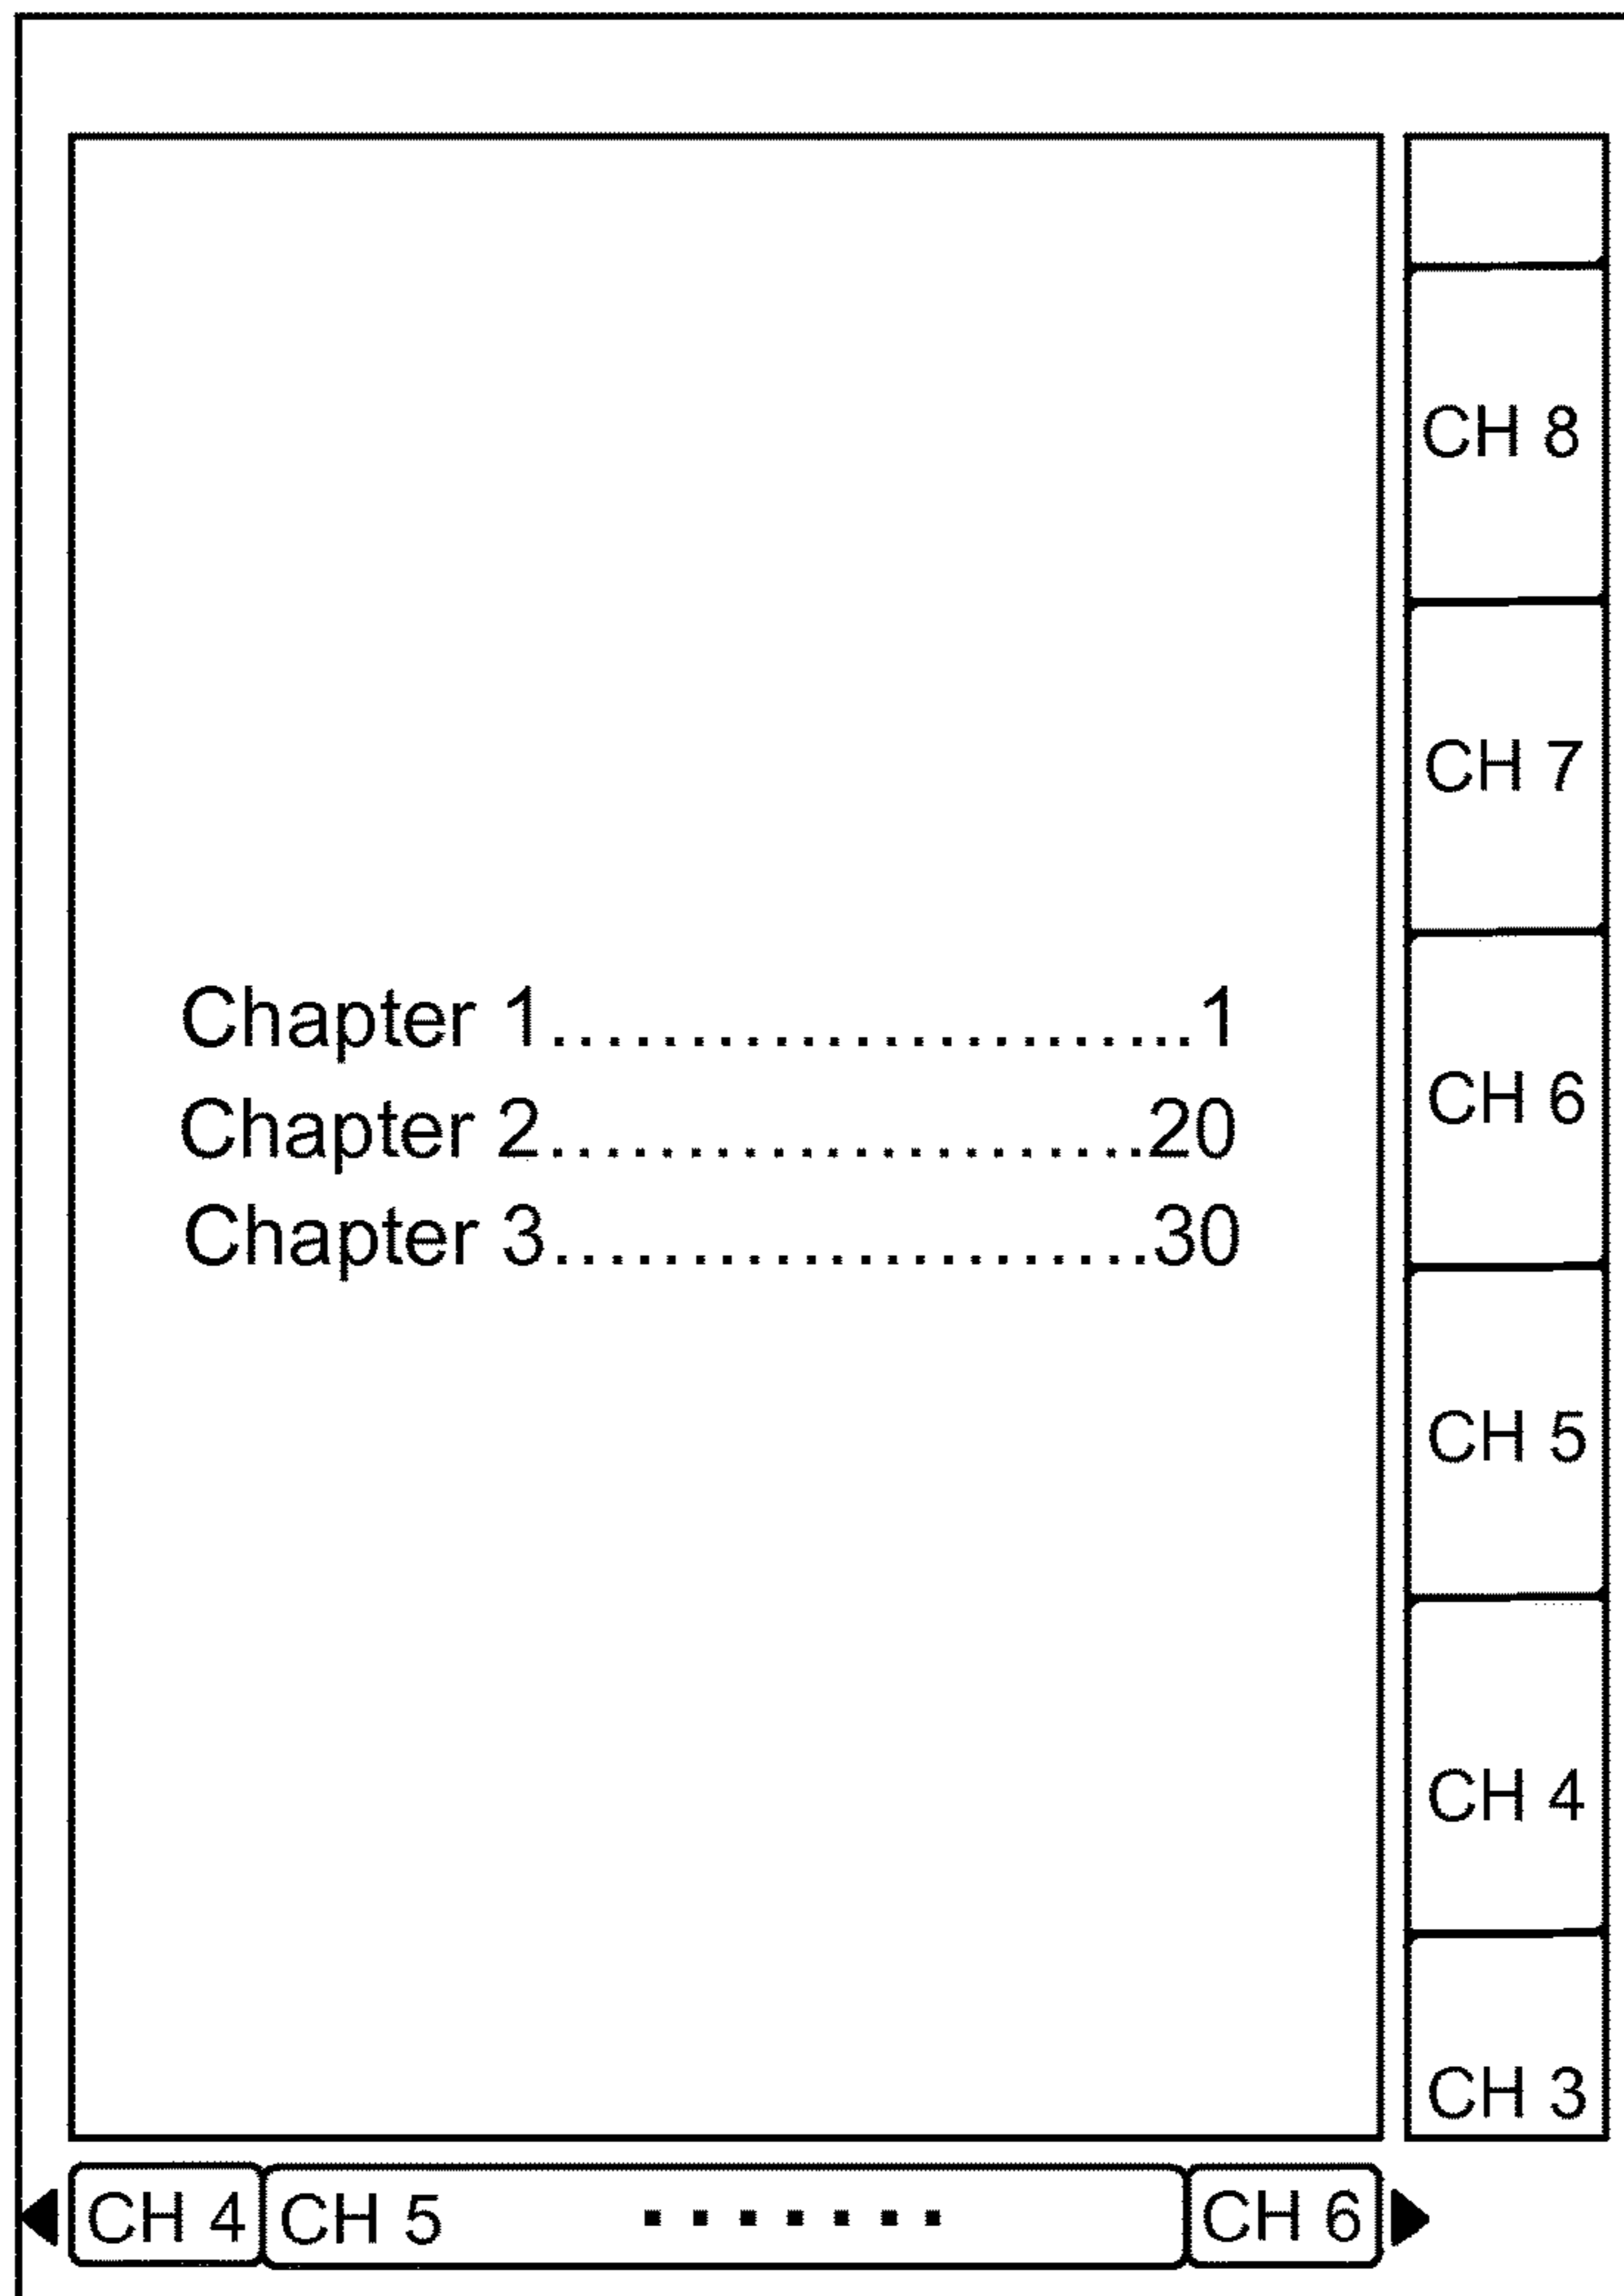 Chapter 1.......................1
Chapter 2......................20
Chapter 3......................30
CH 8
CH 7
CH 6
CH 5
CH 4
CH 3
CH 4 CH 5 ....... CH 6